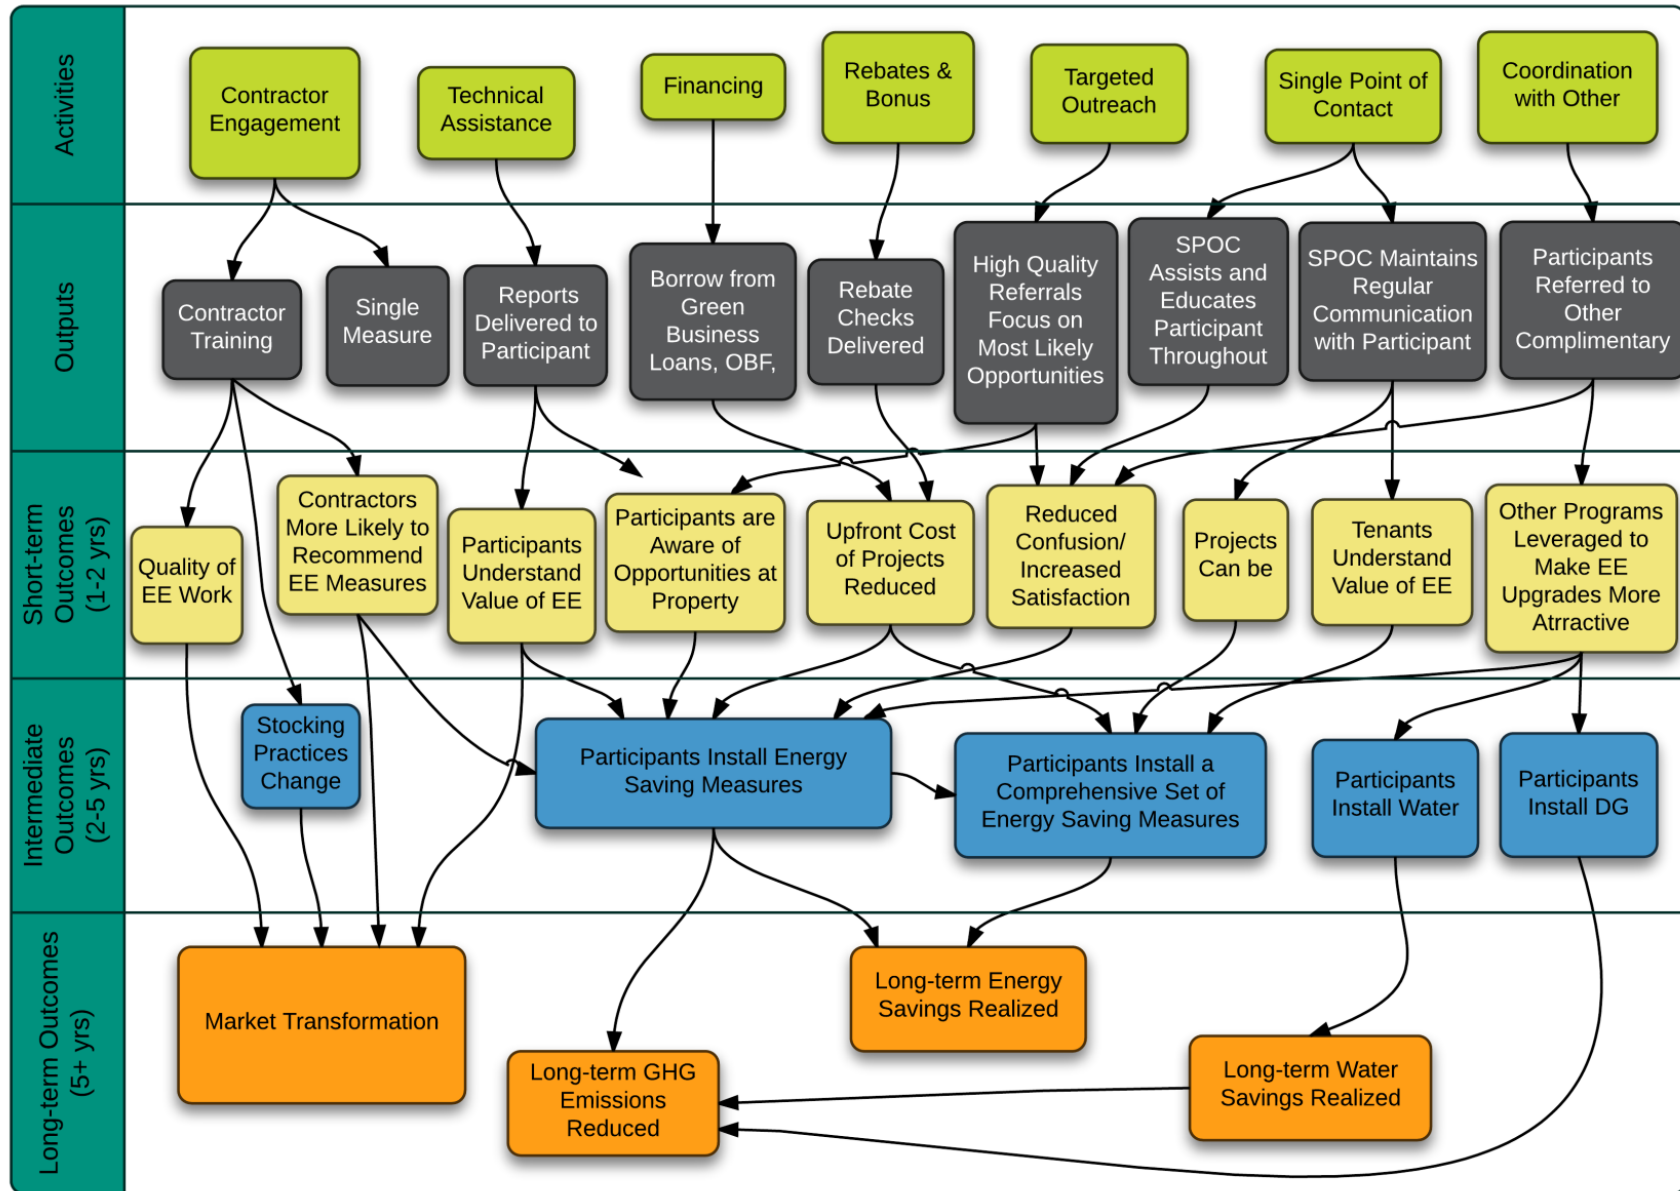 Activities
Contractor
Engagement
Technical
Assistance
Financing
Rebates &
Bonus
Targeted
Outreach
Single Point of
Contact
Coordination
with Other
Outputs
Contractor
Training
Single
Measure
Reports
Delivered to
Participant
Borrow from
Green
Business
Loans, OBF,
Rebate
Checks
Delivered
High Quality
Referrals
Focus on
Most Likely
Opportunities
SPOC
Assists and
Educates
Participant
Throughout
SPOC Maintains
Regular
Communication
with Participant
Participants
Referred to
Other
Complimentary
Short-term
Outcomes
(1-2 yrs)
Quality of
EE Work
Contractors
More Likely to
Recommend
EE Measures
Participants
Understand
Value of EE
Participants are
Aware of
Opportunities at
Property
Upfront Cost
of Projects
Reduced
Reduced
Confusion/
Increased
Satisfaction
Projects
Can be
Tenants
Understand
Value of EE
Other Programs
Leveraged to
Make EE
Upgrades More
Atrractive
Intermediate
Outcomes
(2-5 yrs)
Stocking
Practices
Change
Participants Install Energy
Saving Measures
Participants Install a
Comprehensive Set of
Energy Saving Measures
Participants
Install Water
Participants
Install DG
Long-term Outcomes
(5+ yrs)
Market Transformation
Long-term GHG
Emissions
Reduced
Long-term Energy
Savings Realized
Long-term Water
Savings Realized